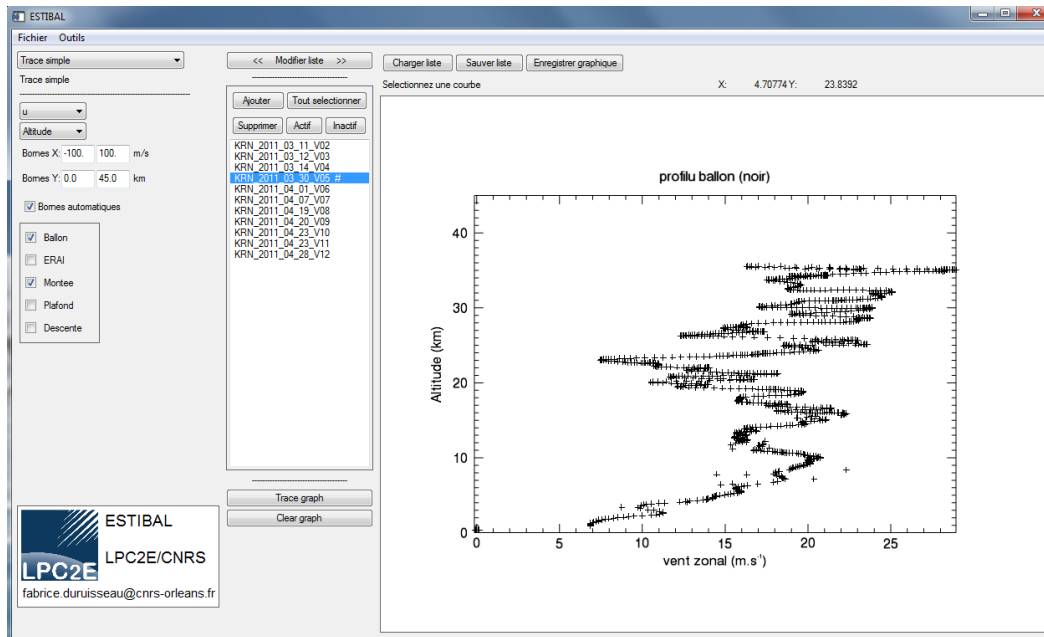 ESTIBAL
Fichier Outils
Trace simple
Trace simple
u
Altitude
Bornes X: -100. 100. m/s
Bornes Y: 0.0 45.0 km
Bornes automatiques
Ballon
ERAI
Montee
Plafond
Descente
<< Modifier liste >>
Ajouter Tout selectionner
Supprimer Actif Inactif
KRN_2011_03_11_V02
KRN_2011_03_12_V03
KRN_2011_03_14_V04
KRN_2011_03_30_V05 #
KRN_2011_04_01_V06
KRN_2011_04_07_V07
KRN_2011_04_19_V08
KRN_2011_04_20_V09
KRN_2011_04_23_V10
KRN_2011_04_23_V11
KRN_2011_04_28_V12
Trace graph
Clear graph
Charger liste Sauver liste Enregistrer graphique
Selectionnez une courbe X: 4.70774 Y: 23.8392
profilu ballon (noir)
Altitude (km)
40
30
20
10
0
0 5 10 15 20 25
vent zonal (m.s⁻¹)
LPC2E
ESTIBAL
LPC2E/CNRS
fabrice.duruisseau@cnrs-orleans.fr